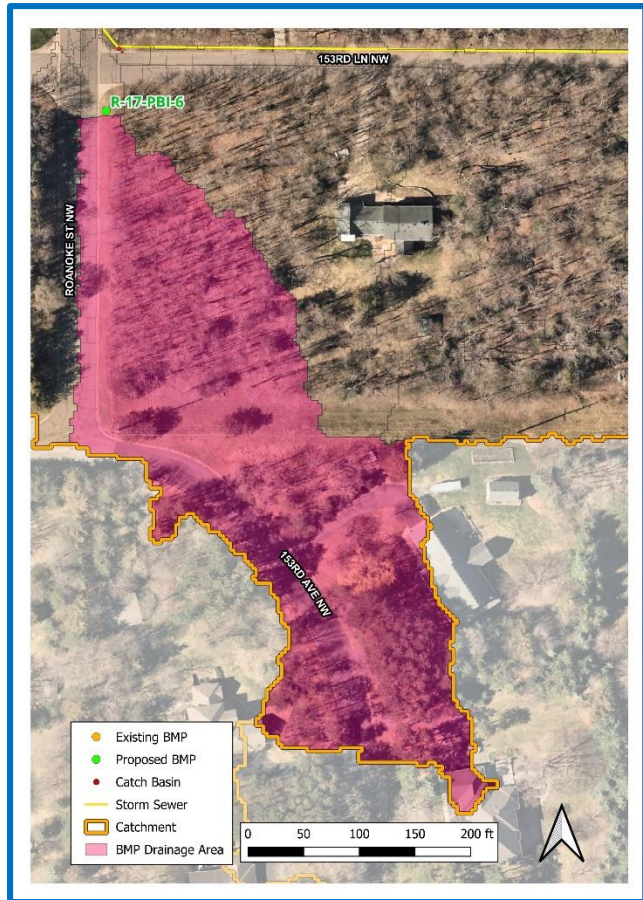 153RD LN NW
R-17-PBI-6
ROANOKE ST NW
153RD AVE NW
Existing BMP
Proposed BMP
Catch Basin
Storm Sewer
Catchment
BMP Drainage Area
0 50 100 150 200 ft